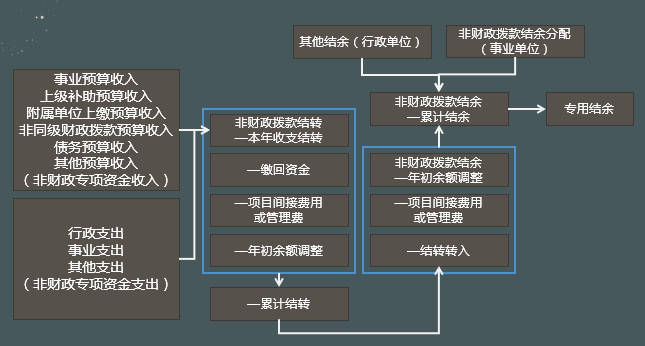 其他结余（行政单位）
非财政拨款结余分配
（事业单位）
事业预算收入
上级补助预算收入
附属单位上缴预算收入
非同级财政拨款预算收入
债务预算收入
其他预算收入
（非财政专项资金收入）
行政支出
事业支出
其他支出
（非财政专项资金支出）
非财政拨款结转
—本年收支结转
—缴回资金
—项目间接费用
或管理费
—年初余额调整
—累计结转
非财政拨款结余
—累计结余
专用结余
非财政拨款结余
—年初余额调整
—项目间接费用
或管理费
—结转转入